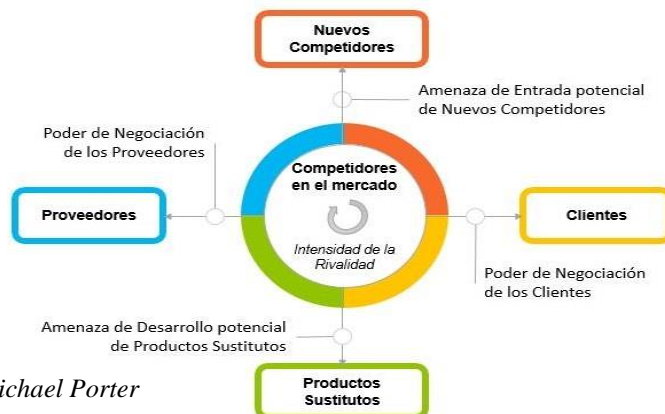 Nuevos
Competidores
Amenaza de Entrada potencial
de Nuevos Competidores
Poder de Negociación
de los Proveedores
Competidores
en el mercado
Proveedores
Clientes
Intensidad de la
Rivalidad
Poder de Negociación
de los Clientes
Amenaza de Desarrollo potencial
de Productos Sustitutos
Productos
Sustitutos
ichael Porter